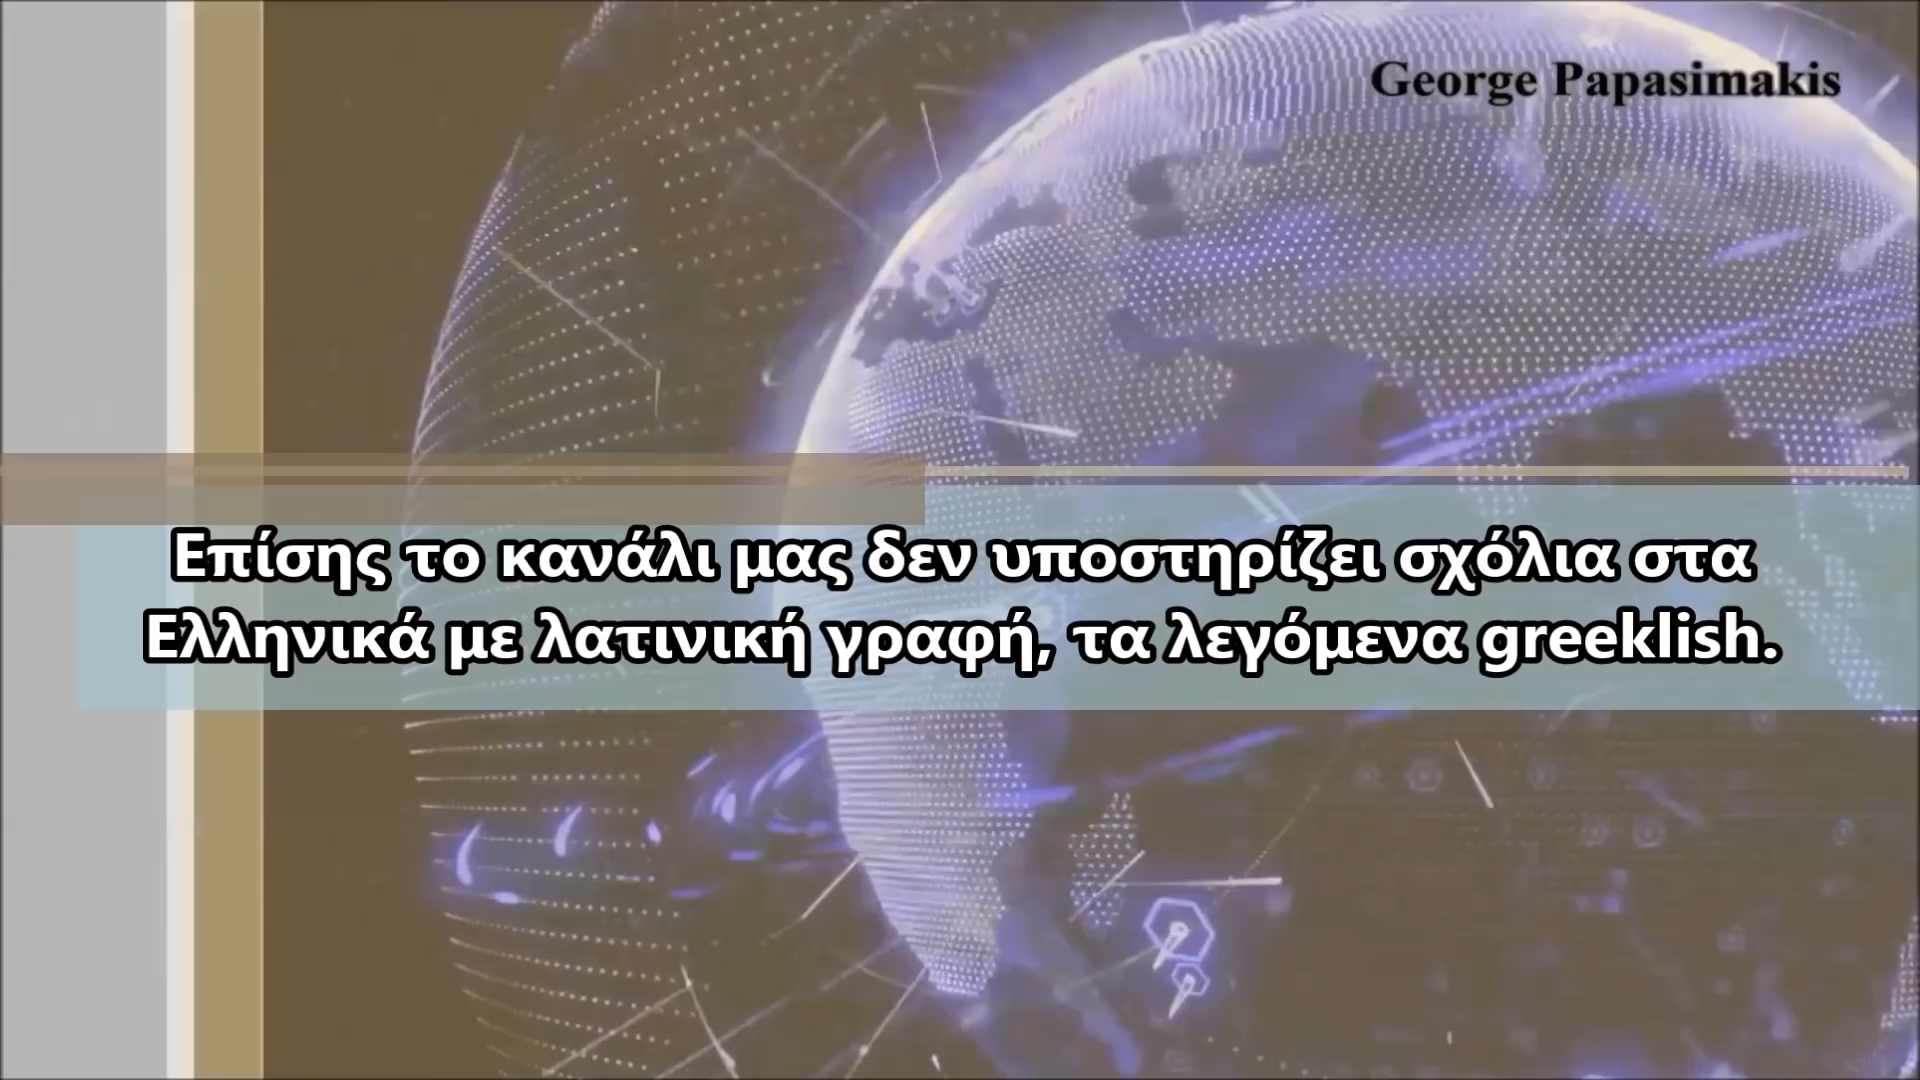 George Papasimakis
Επίσης το κανάλι μας δεν υποστηρίζει σχόλια στα
Ελληνικά με λατινική γραφή, τα λεγόμενα greeklish.